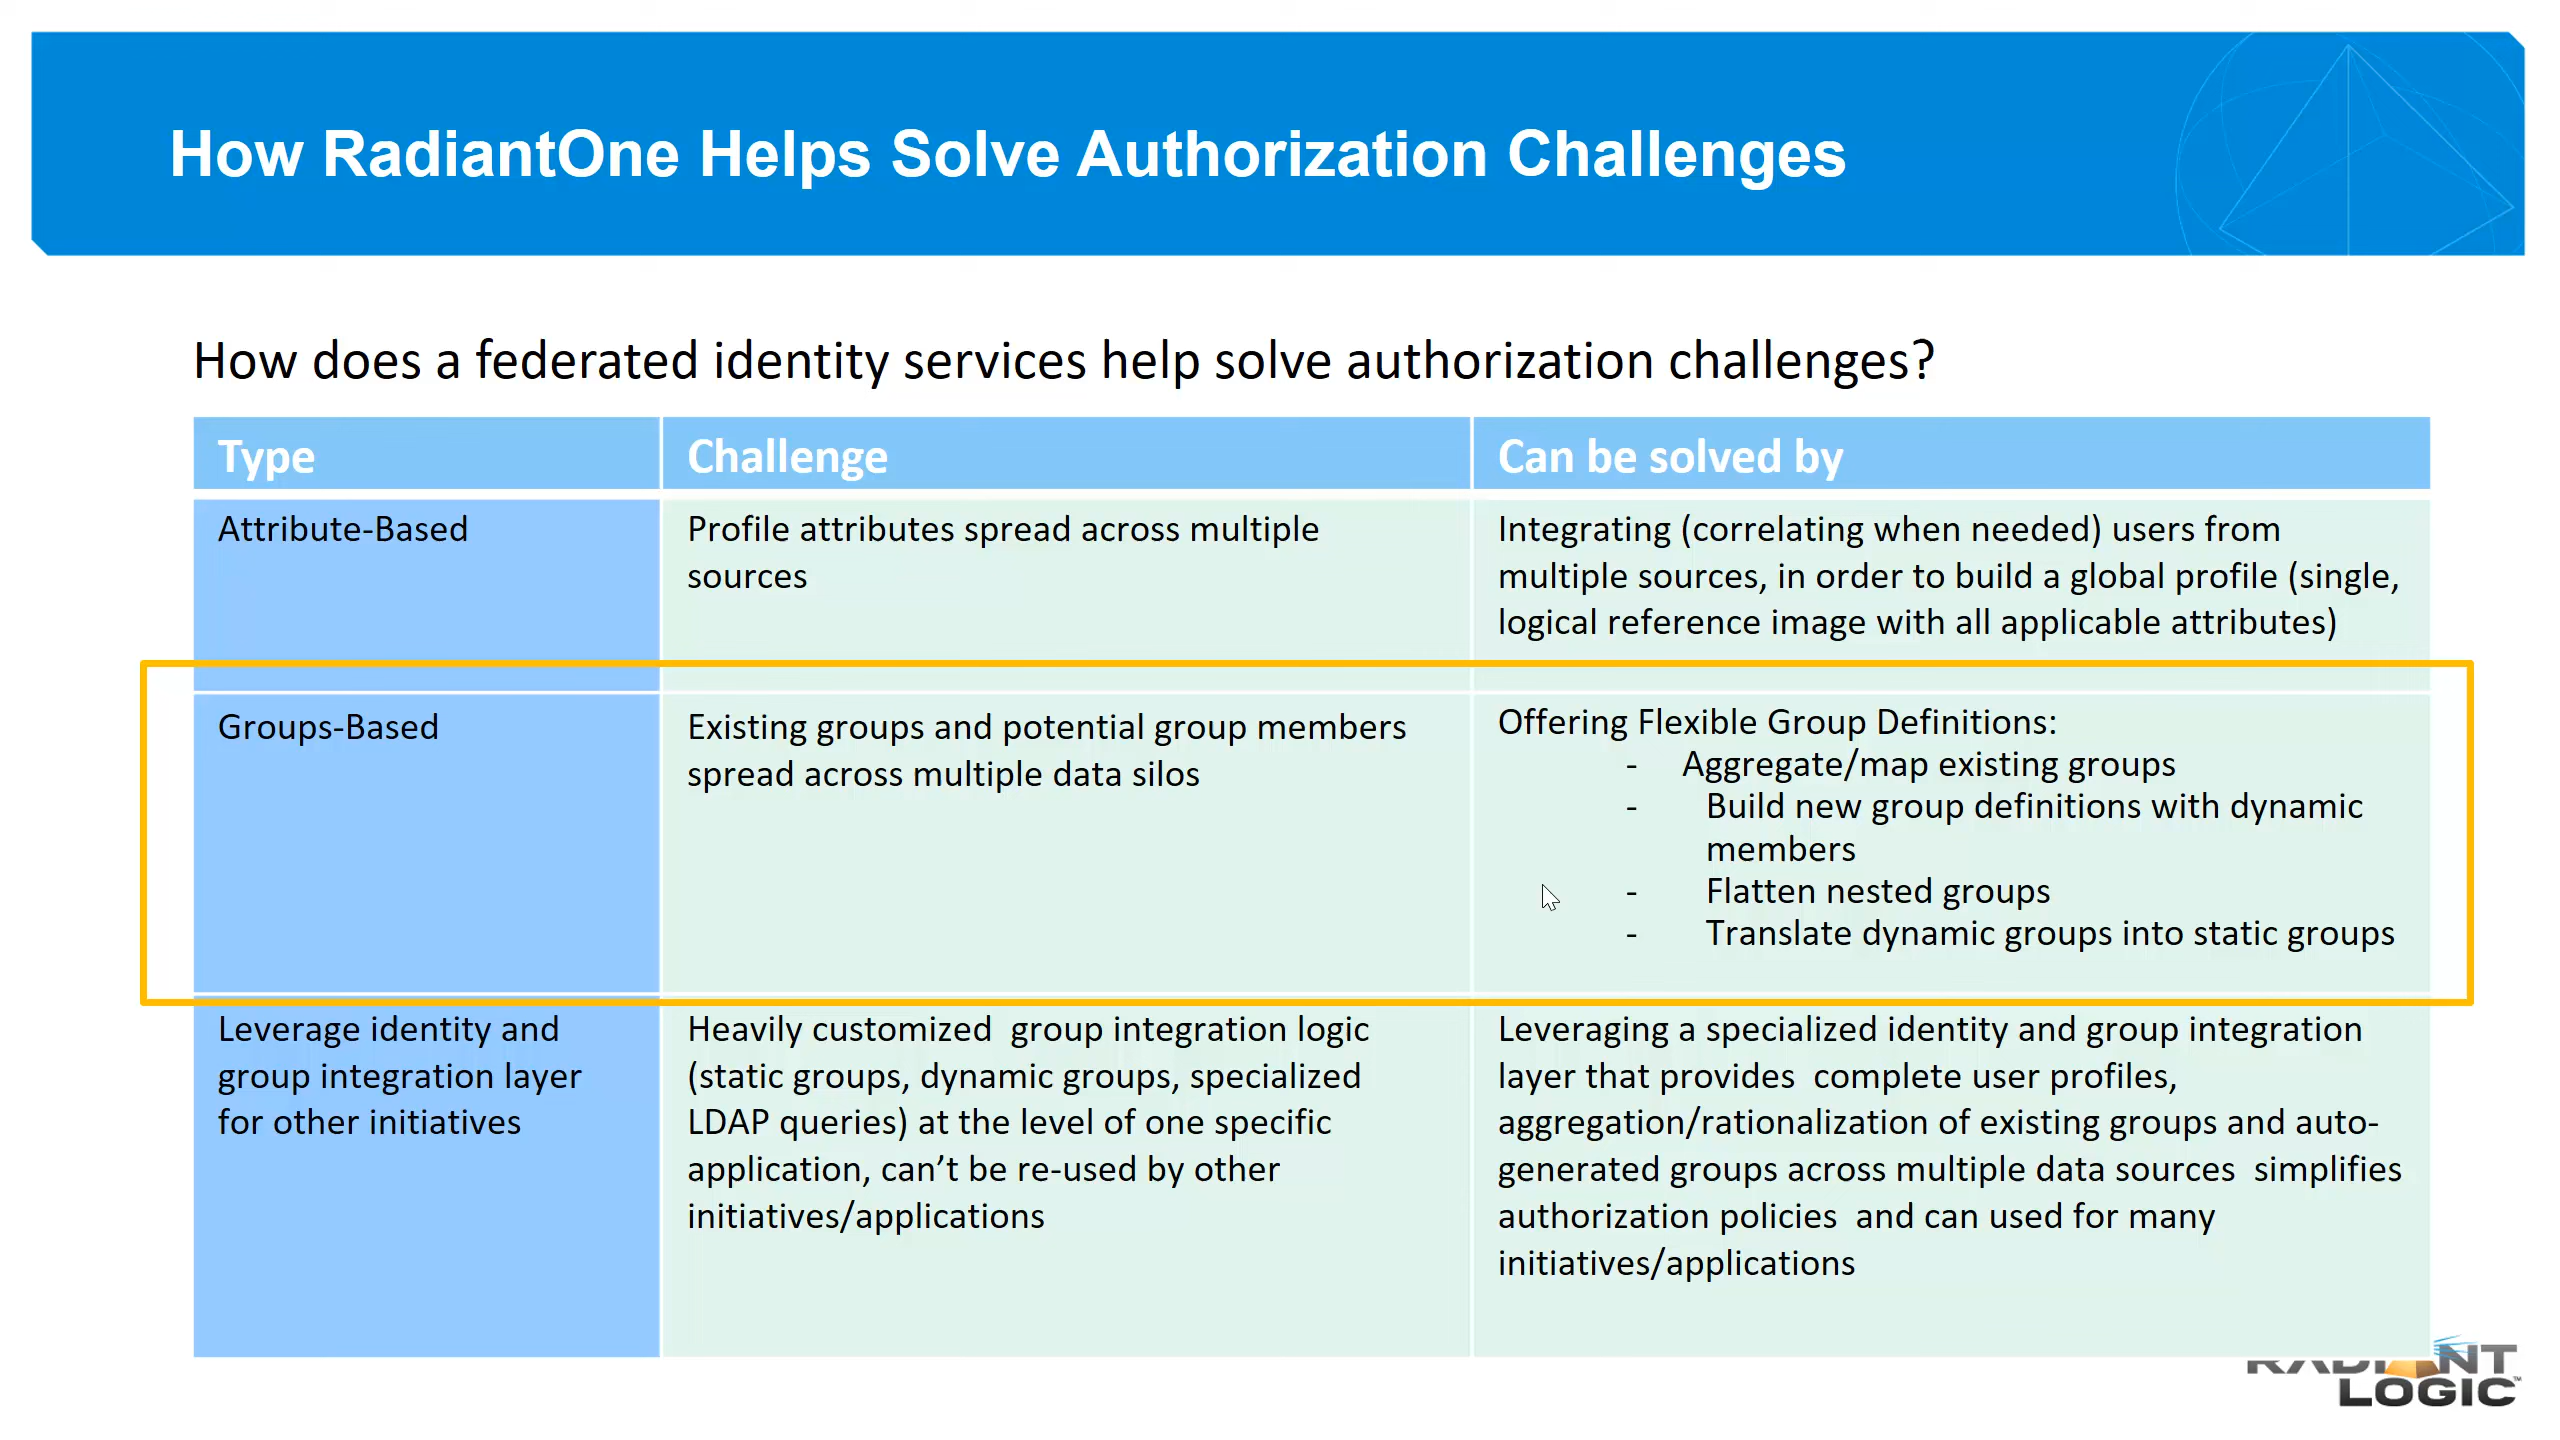 How RadiantOne Helps Solve Authorization Challenges
How does a federated identity services help solve authorization challenges?
Type
Challenge
Can be solved by
Attribute-Based
Profile attributes spread across multiple
sources
Integrating (correlating when needed) users from
multiple sources, in order to build a global profile (single,
logical reference image with all applicable attributes)
Groups-Based
Existing groups and potential group members
spread across multiple data silos
Offering Flexible Group Definitions:
- Aggregate/map existing groups
- Build new group definitions with dynamic
members
- Flatten nested groups
- Translate dynamic groups into static groups
Leverage identity and
group integration layer
for other initiatives
Heavily customized  group integration logic
(static groups, dynamic groups, specialized
LDAP queries) at the level of one specific
application, can’t be re-used by other
initiatives/applications
Leveraging a specialized identity and group integration
layer that provides  complete user profiles,
aggregation/rationalization of existing groups and auto-
generated groups across multiple data sources  simplifies
authorization policies  and can used for many
initiatives/applications
RADIANT
LOGIC™